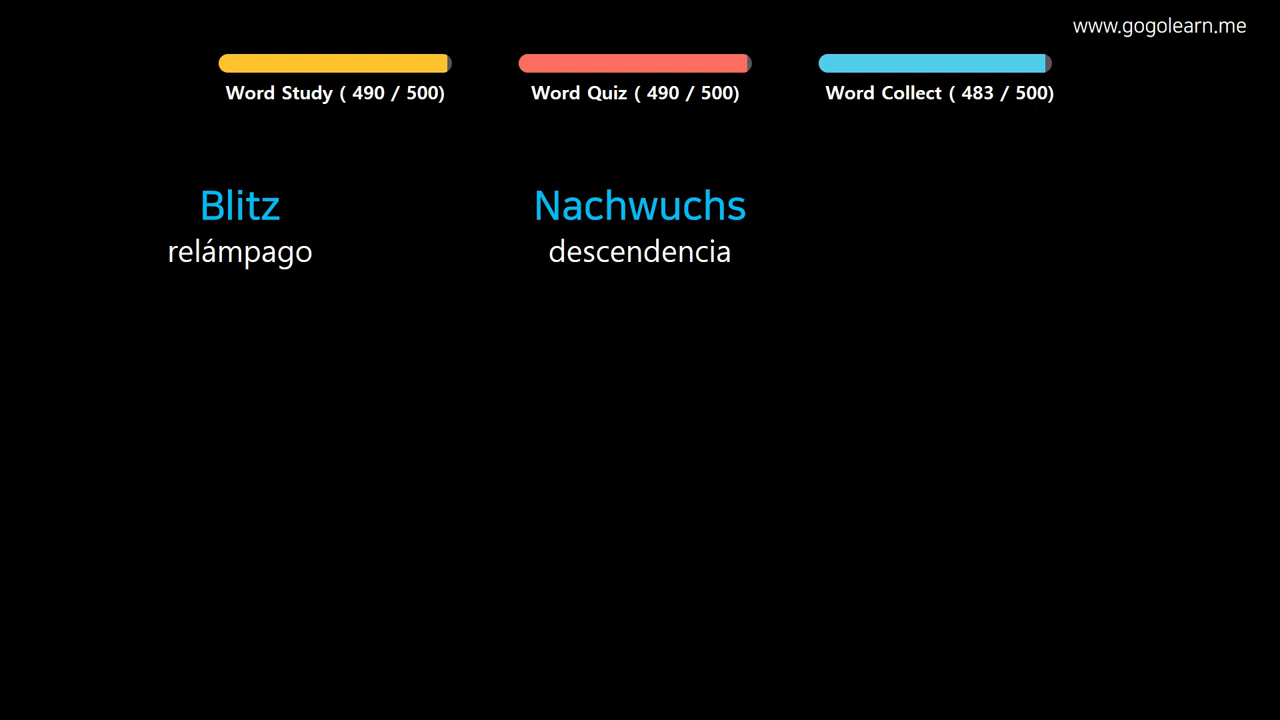 www.gogolearn.me
Word Study ( 490 / 500)
Word Quiz ( 490 / 500)
Word Collect ( 483 / 500)
Blitz
relámpago
Nachwuchs
descendencia